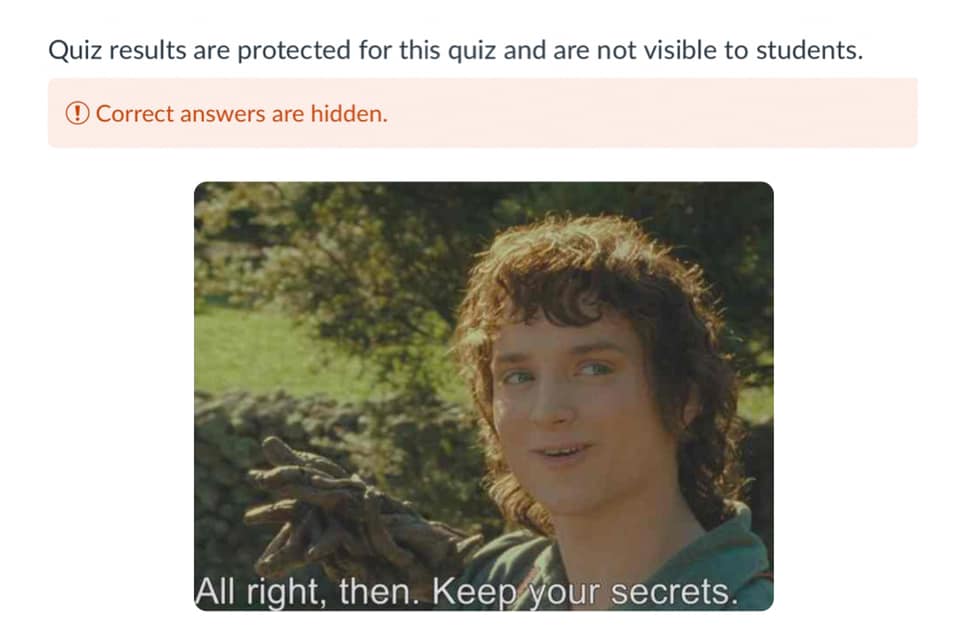 Quiz results are protected for this quiz and are not visible to students.
Correct answers are hidden.
All right, then. Keep your secrets.